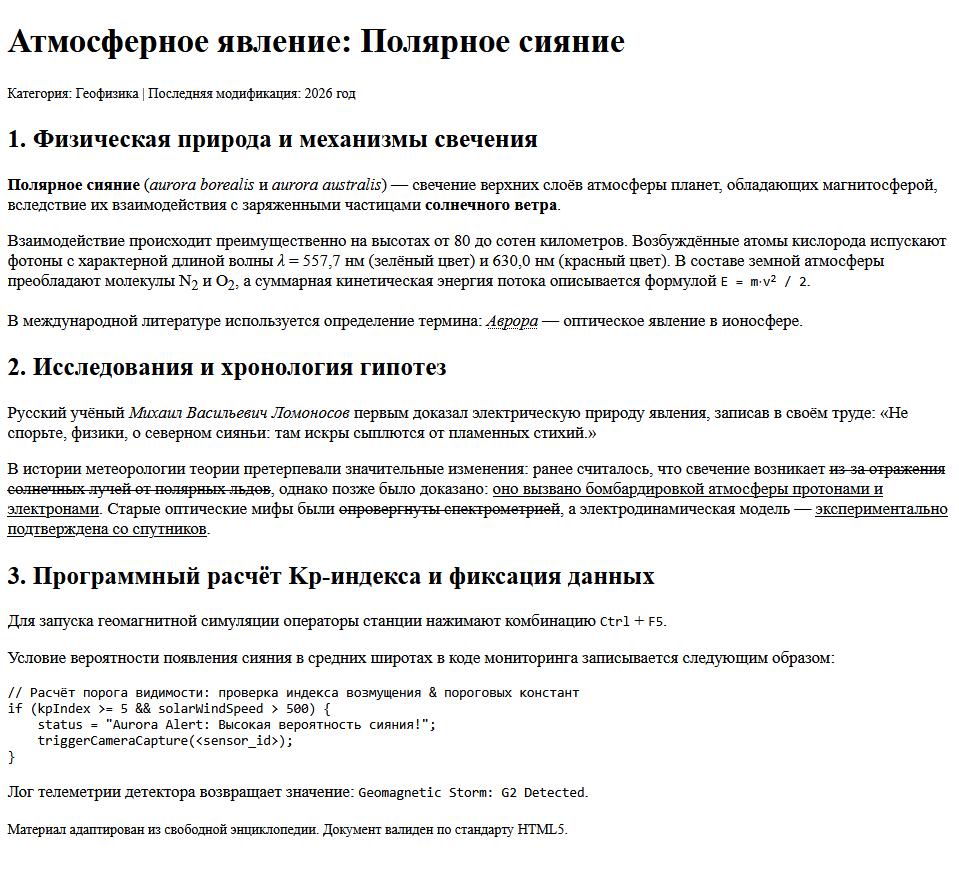 Атмосферное явление: Полярное сияние
Категория: Геофизика | Последняя модификация: 2026 год
1. Физическая природа и механизмы свечения
Полярное сияние (aurora borealis и aurora australis) — свечение верхних слоёв атмосферы планет, обладающих магнитосферой,
вследствие их взаимодействия с заряженными частицами солнечного ветра.
Взаимодействие происходит преимущественно на высотах от 80 до сотен километров. Возбуждённые атомы кислорода испускают
фотоны с характерной длиной волны λ = 557,7 нм (зелёный цвет) и 630,0 нм (красный цвет). В составе земной атмосферы
преобладают молекулы N₂ и O₂, а суммарная кинетическая энергия потока описывается формулой E = m·v² / 2.
В международной литературе используется определение термина: Аврора — оптическое явление в ионосфере.
2. Исследования и хронология гипотез
Русский учёный Михаил Васильевич Ломоносов первым доказал электрическую природу явления, записав в своём труде: «Не
спорьте, физики, о северном сияньи: там искры сыплются от пламенных стихий.»
В истории метеорологии теории претерпевали значительные изменения: ранее считалось, что свечение возникает из-за отражения
солнечных лучей от полярных льдов, однако позже было доказано: оно вызвано бомбардировкой атмосферы протонами и
электронами. Старые оптические мифы были опровергнуты спектрометрией, а электродинамическая модель — экспериментально
подтверждена со спутников.
3. Программный расчёт Kp-индекса и фиксация данных
Для запуска геомагнитной симуляции операторы станции нажимают комбинацию Ctrl + F5.
Условие вероятности появления сияния в средних широтах в коде мониторинга записывается следующим образом:
// Расчёт порога видимости: проверка индекса возмущения & пороговых констант
if (kpIndex >= 5 && solarWindSpeed > 500) {
    status = "Aurora Alert: Высокая вероятность сияния!";
    triggerCameraCapture(<sensor_id>);
}
Лог телеметрии детектора возвращает значение: Geomagnetic Storm: G2 Detected.
Материал адаптирован из свободной энциклопедии. Документ валиден по стандарту HTML5.